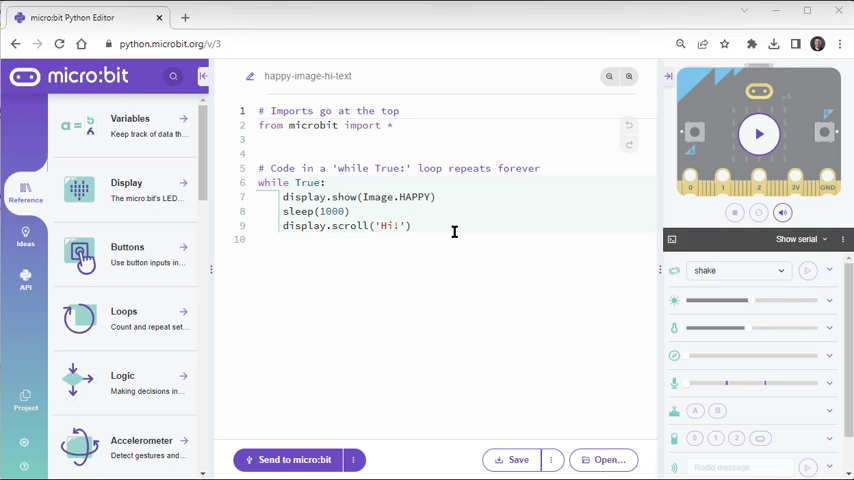 micro:bit Python Editor
python.microbit.org/v/3
micro:bit
happy-image-hi-text
Variables
Keep track of data th...
Display
The micro:bit's LED...
Buttons
Use button inputs in...
Loops
Count and repeat set...
Logic
Making decisions in...
Accelerometer
Detect gestures and...
Reference
Ideas
API
Project
1 # Imports go at the top
2 from microbit import *
3
4
5 # Code in a 'while True:' loop repeats forever
6 while True:
7 display.show(Image.HAPPY)
8 sleep(1000)
9 display.scroll('Hi!')
10
Send to micro:bit
Save
Open...
0 1 2 3V GND
Show serial
shake
A B
0 1 2
Radio message